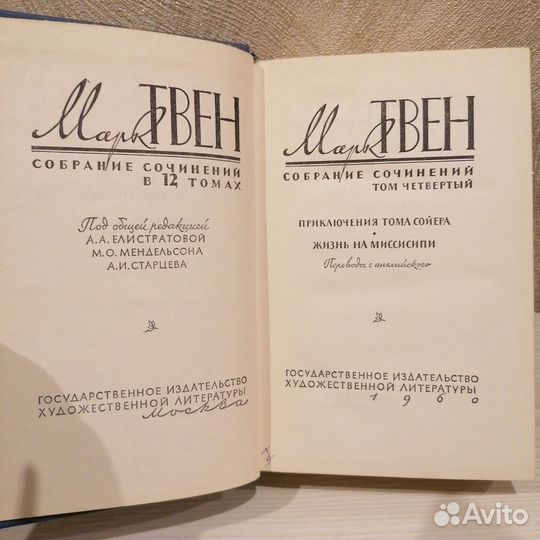 Марк ТВЕН
СОБРАНИЕ СОЧИНЕНИЙ
В 12 ТОМАХ
Под общей редакцией
А. А. ЕЛИСТРАТОВОЙ
М. О. МЕНДЕЛЬСОНА
А. И. СТАРЦЕВА
ГОСУДАРСТВЕННОЕ ИЗДАТЕЛЬСТВО
ХУДОЖЕСТВЕННОЙ ЛИТЕРАТУРЫ
Москва
Марк ТВЕН
СОБРАНИЕ СОЧИНЕНИЙ
ТОМ ЧЕТВЕРТЫЙ
ПРИКЛЮЧЕНИЯ ТОМА СОЙЕРА
•
ЖИЗНЬ НА МИССИСИПИ
Переводы с английского
ГОСУДАРСТВЕННОЕ ИЗДАТЕЛЬСТВО
ХУДОЖЕСТВЕННОЙ ЛИТЕРАТУРЫ
1960
Avito